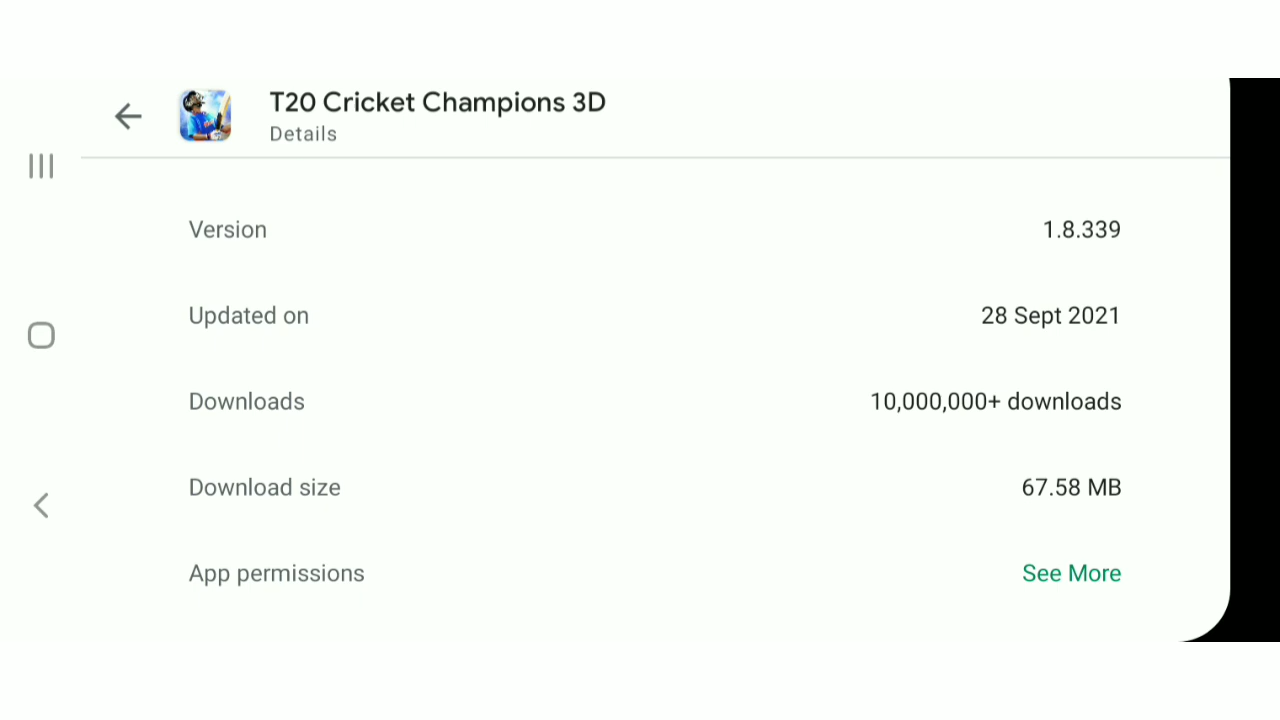 T20 Cricket Champions 3D
Details
Version 1.8.339
Updated on 28 Sept 2021
Downloads 10,000,000+ downloads
Download size 67.58 MB
App permissions See More